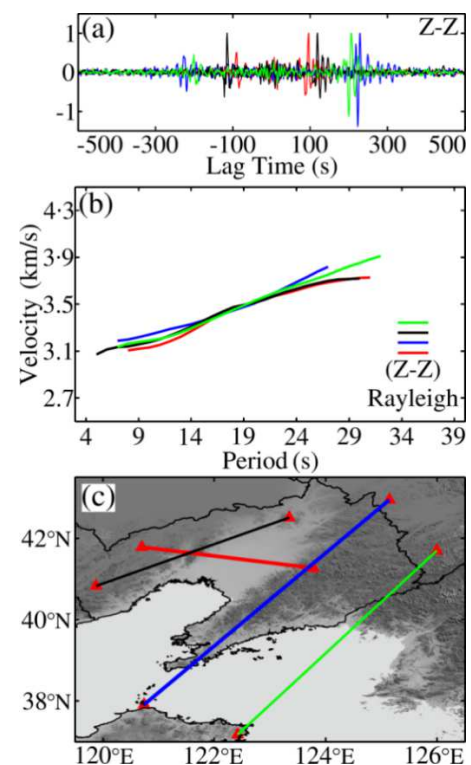 (a)
Z-Z
1
0
-1
-500 -300 -100 100 300 500
Lag Time (s)
(b)
Velocity (km/s)
4·3
3.9
3.5
3.1
2.7
(Z-Z)
Rayleigh
4 9 14 19 24 29 34 39
Period (s)
(c)
42°N
40°N
38°N
120°E 122°E 124°E 126°E